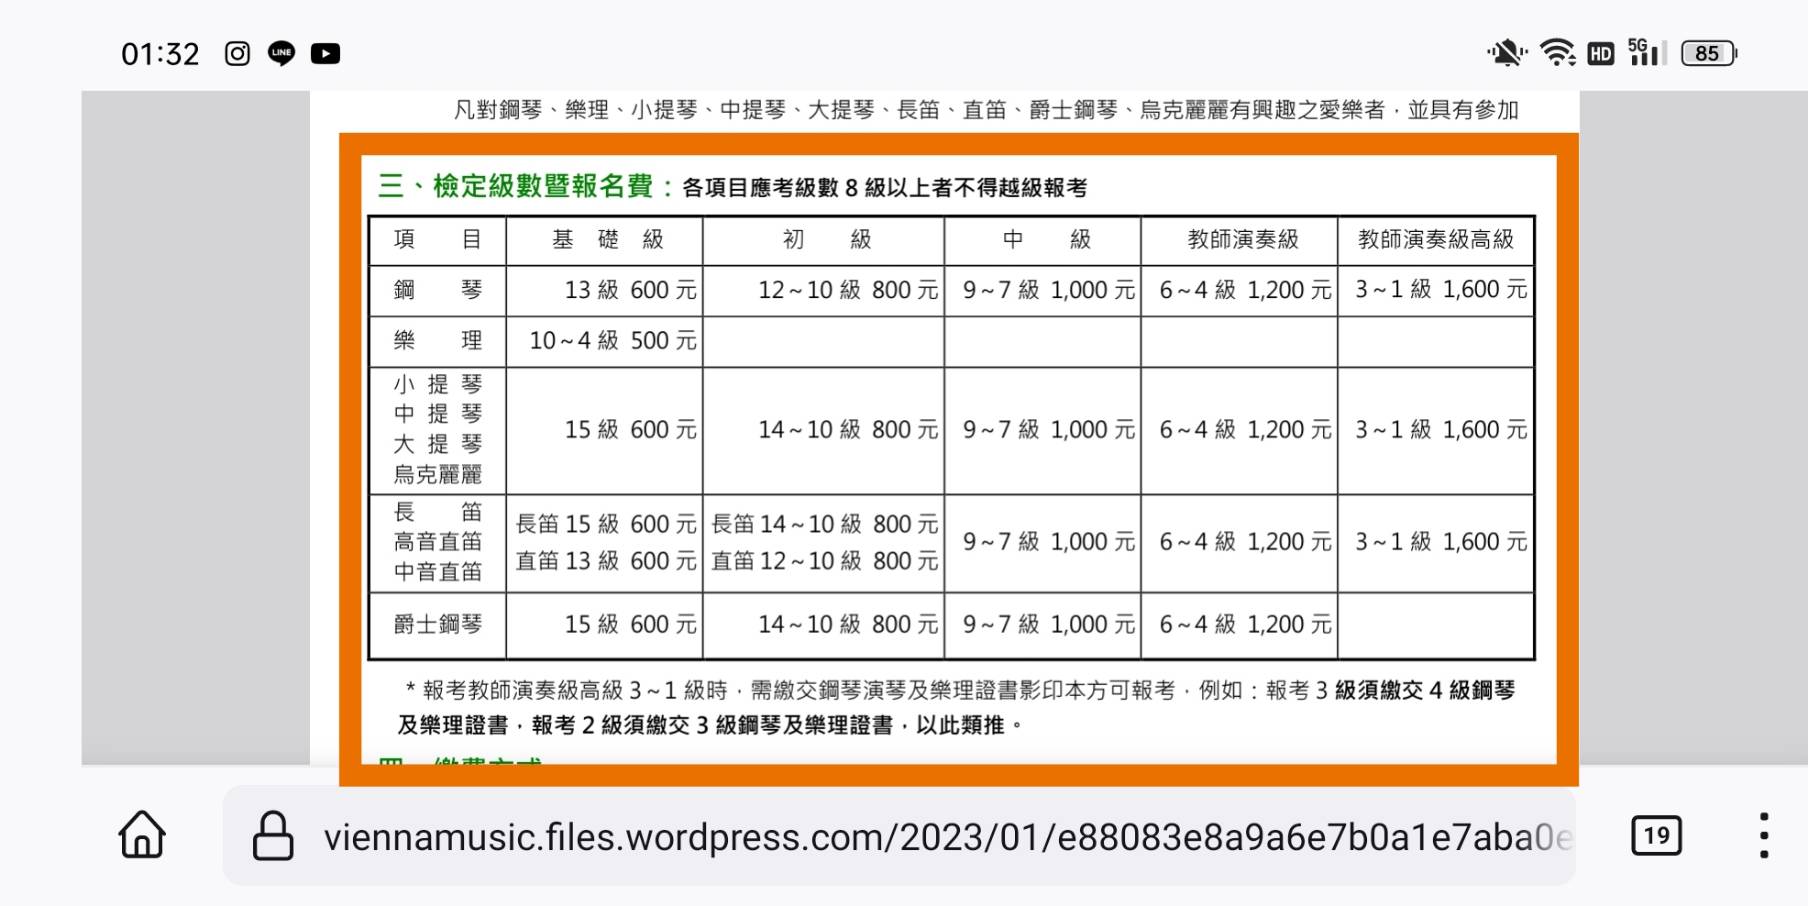 01:32 LINE HD 5G 85
凡對鋼琴、樂理、小提琴、中提琴、大提琴、長笛、直笛、爵士鋼琴、烏克麗麗有興趣之愛樂者，並具有參加
三、檢定級數暨報名費：各項目應考級數 8 級以上者不得越級報考
項 目 基 礎 級 初 級 中 級 教師演奏級 教師演奏級高級
鋼 琴 13 級 600 元 12~10 級 800 元 9~7 級 1,000 元 6~4 級 1,200 元 3~1 級 1,600 元
樂 理 10~4 級 500 元
小 提 琴
中 提 琴
大 提 琴
烏克麗麗
15 級 600 元 14~10 級 800 元 9~7 級 1,000 元 6~4 級 1,200 元 3~1 級 1,600 元
長 笛
高音直笛
中音直笛
長笛 15 級 600 元 長笛 14~10 級 800 元
直笛 13 級 600 元 直笛 12~10 級 800 元
9~7 級 1,000 元 6~4 級 1,200 元 3~1 級 1,600 元
爵士鋼琴 15 級 600 元 14~10 級 800 元 9~7 級 1,000 元 6~4 級 1,200 元
* 報考教師演奏級高級 3~1 級時，需繳交鋼琴演琴及樂理證書影印本方可報考，例如：報考 3 級須繳交 4 級鋼琴
及樂理證書，報考 2 級須繳交 3 級鋼琴及樂理證書，以此類推。
viennamusic.files.wordpress.com/2023/01/e88083e8a9a6e7b0a1e7aba0e
19